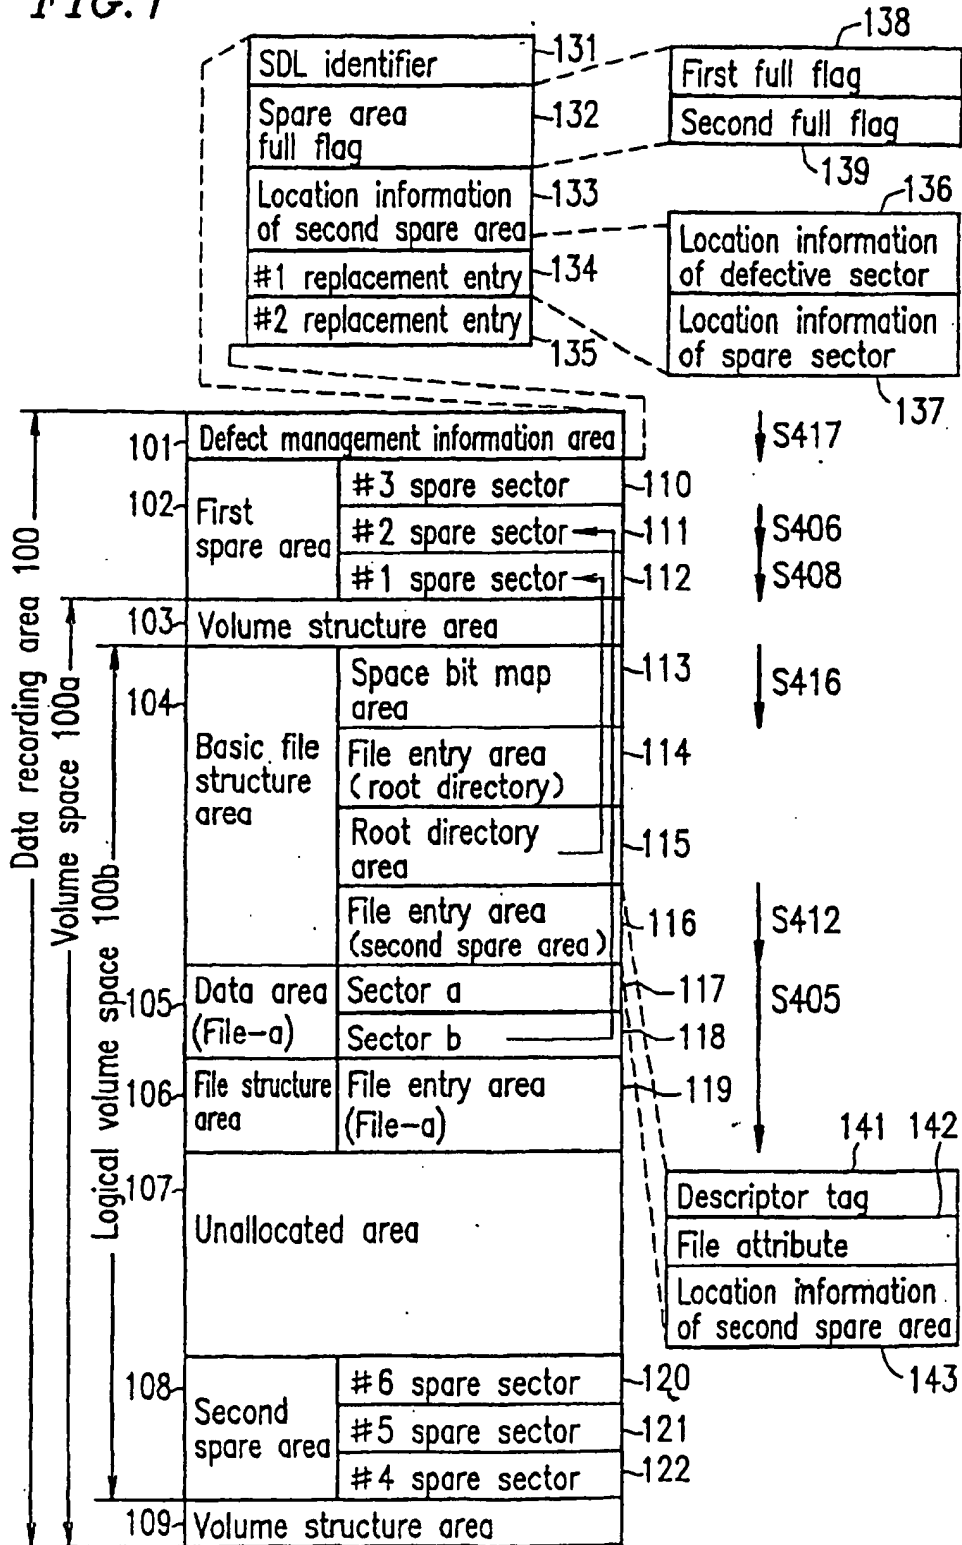 FIG. 1
SDL identifier
131
Spare area
full flag
132
Location information
of second spare area
133
#1 replacement entry
134
#2 replacement entry
135
138
First full flag
Second full flag
139
136
Location information
of defective sector
Location information
of spare sector
137
Data recording area 100
Volume space 100a
Logical volume space 100b
101
Defect management information area
S417
102
First
spare area
#3 spare sector
110
#2 spare sector
111
S406
#1 spare sector
112
S408
103
Volume structure area
104
Basic file
structure
area
Space bit map
area
113
S416
File entry area
(root directory)
114
Root directory
area
115
File entry area
(second spare area)
116
S412
105
Data area
(File-a)
Sector a
117
S405
Sector b
118
106
File structure
area
File entry area
(File-a)
119
141
142
Descriptor tag
File attribute
Location information
of second spare area
143
107
Unallocated area
108
Second
spare area
#6 spare sector
120
#5 spare sector
121
#4 spare sector
122
109
Volume structure area